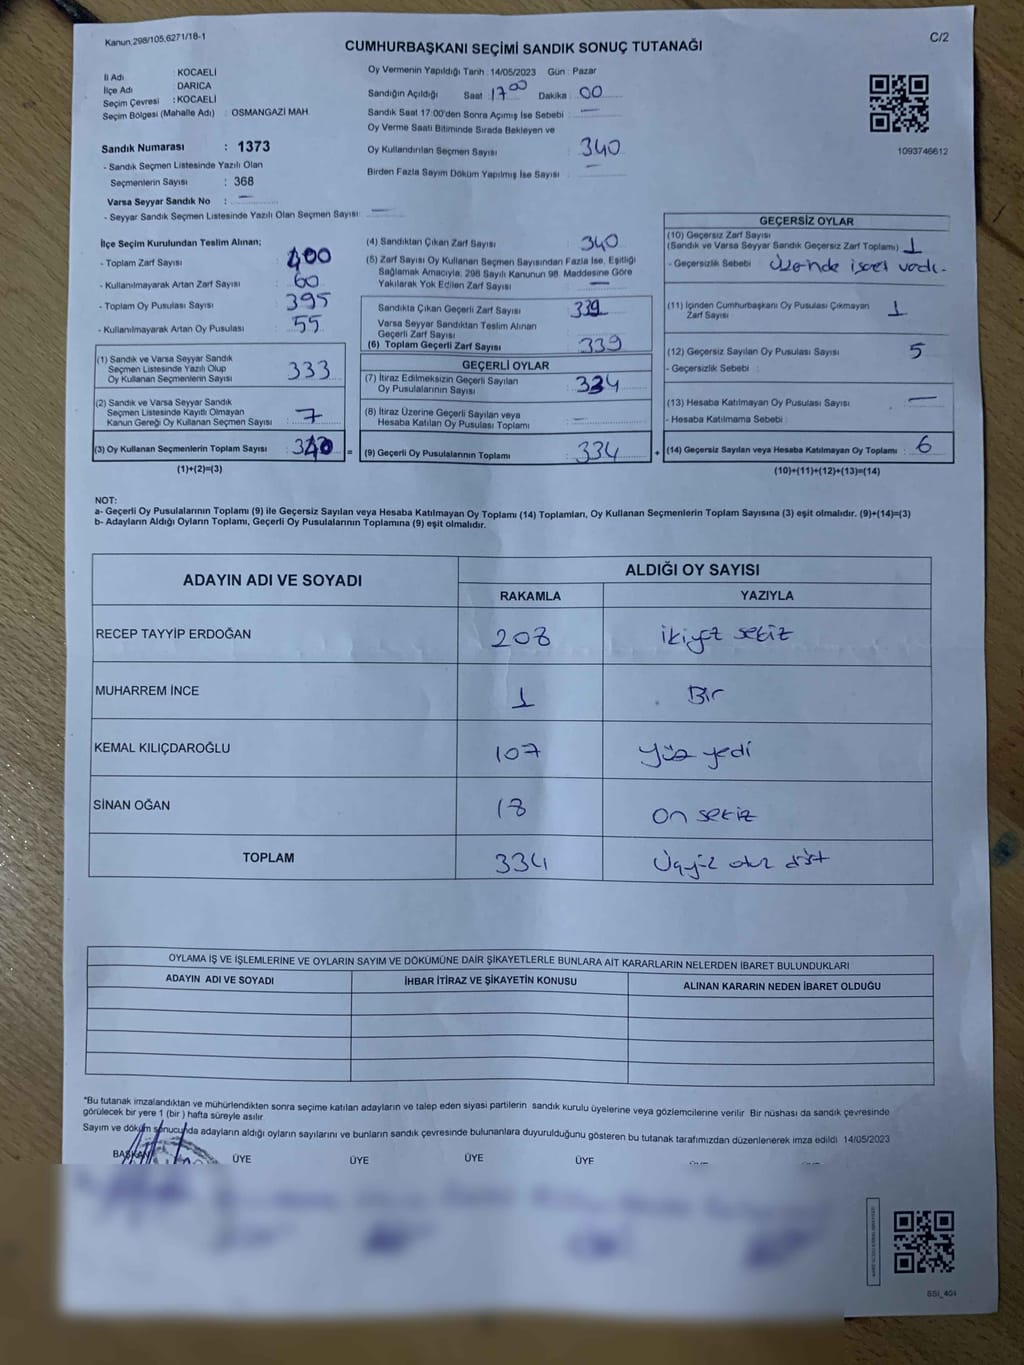 Kanun.298/105.6271/18-1
C/2
CUMHURBAŞKANI SEÇİMİ SANDIK SONUÇ TUTANAĞI
İl Adı : KOCAELİ
İlçe Adı DARICA
Seçim Çevresi : KOCAELİ
Seçim Bölgesi (Mahalle Adı) : OSMANGAZİ MAH.
Sandık Numarası : 1373
- Sandık Seçmen Listesinde Yazılı Olan
Seçmenlerin Sayısı : 368
Varsa Seyyar Sandık No : —
- Seyyar Sandık Seçmen Listesinde Yazılı Olan Seçmen Sayısı: —
Oy Vermenin Yapıldığı Tarih : 14/05/2023 Gün : Pazar
Sandığın Açıldığı Saat 17 00 Dakika 00
Sandık Saat 17:00'den Sonra Açımış İse Sebebi —
Oy Verme Saati Bitiminde Sırada Bekleyen ve
Oy Kullandırılan Seçmen Sayısı 340
Birden Fazla Sayım Döküm Yapılmış İse Sayısı —
1093746612
İlçe Seçim Kurulundan Teslim Alınan;
- Toplam Zarf Sayısı 400
- Kullanılmayarak Artan Zarf Sayısı 60
- Toplam Oy Pusulası Sayısı 395
- Kullanılmayarak Artan Oy Pusulası 55
(1) Sandık ve Varsa Seyyar Sandık
Seçmen Listesinde Yazılı Olup
Oy Kullanan Seçmenlerin Sayısı 333
(2) Sandık ve Varsa Seyyar Sandık
Seçmen Listesinde Kayıtlı Olmayan
Kanun Gereği Oy Kullanan Seçmen Sayısı 7
(3) Oy Kullanan Seçmenlerin Toplam Sayısı 340 =
(1)+(2)=(3)
(4) Sandıktan Çıkan Zarf Sayısı 340
(5) Zarf Sayısı Oy Kullanan Seçmen Sayısından Fazla İse, Eşitliği
Sağlamak Amacıyla, 298 Sayılı Kanunun 98. Maddesine Göre
Yakılarak Yok Edilen Zarf Sayısı —
Sandıkta Çıkan Geçerli Zarf Sayısı 339
Varsa Seyyar Sandıktan Teslim Alınan
Geçerli Zarf Sayısı
(6) Toplam Geçerli Zarf Sayısı 339
GEÇERLİ OYLAR
(7) İtiraz Edilmeksizin Geçerli Sayılan
Oy Pusulalarının Sayısı 334
(8) İtiraz Üzerine Geçerli Sayılan veya
Hesaba Katılan Oy Pusulası Toplamı —
(9) Geçerli Oy Pusulalarının Toplamı 334 +
GEÇERSİZ OYLAR
(10) Geçersiz Zarf Sayısı
(Sandık ve Varsa Seyyar Sandık Geçersiz Zarf Toplamı) 1
- Geçersizlik Sebebi Üzerinde işaret vardı.
(11) İçinden Cumhurbaşkanı Oy Pusulası Çıkmayan
Zarf Sayısı 1
(12) Geçersiz Sayılan Oy Pusulası Sayısı 5
- Geçersizlik Sebebi :
(13) Hesaba Katılmayan Oy Pusulası Sayısı —
- Hesaba Katılmama Sebebi :
(14) Geçersiz Sayılan veya Hesaba Katılmayan Oy Toplamı : 6
(10)+(11)+(12)+(13)=(14)
NOT:
a- Geçerli Oy Pusulalarının Toplamı (9) ile Geçersiz Sayılan veya Hesaba Katılmayan Oy Toplamı (14) Toplamları, Oy Kullanan Seçmenlerin Toplam Sayısına (3) eşit olmalıdır. (9)+(14)=(3)
b- Adayların Aldığı Oyların Toplamı, Geçerli Oy Pusulalarının Toplamına (9) eşit olmalıdır.
ADAYIN ADI VE SOYADI
ALDIĞI OY SAYISI
RAKAMLA YAZIYLA
RECEP TAYYİP ERDOĞAN 208 ikiyüz sekiz
MUHARREM İNCE 1 Bir
KEMAL KILIÇDAROĞLU 107 yüz yedi
SİNAN OĞAN 18 on sekiz
TOPLAM 334 Üçyüz otuz dört
OYLAMA İŞ VE İŞLEMLERİNE VE OYLARIN SAYIM VE DÖKÜMÜNE DAİR ŞİKAYETLERLE BUNLARA AİT KARARLARIN NELERDEN İBARET BULUNDUKLARI
ADAYIN ADI VE SOYADI İHBAR İTİRAZ VE ŞİKAYETİN KONUSU ALINAN KARARIN NEDEN İBARET OLDUĞU
*Bu tutanak imzalandıktan ve mühürlendikten sonra seçime katılan adayların ve talep eden siyasi partilerin sandık kurulu üyelerine veya gözlemcilerine verilir Bir nüshası da sandık çevresinde
görülecek bir yere 1 (bir ) hafta süreyle asılır
Sayım ve döküm sonucunda adayların aldığı oyların sayılarını ve bunların sandık çevresinde bulunanlara duyurulduğunu gösteren bu tutanak tarafımızdan düzenlenerek imza edildi 14/05/2023
BAŞKAN ÜYE ÜYE ÜYE ÜYE